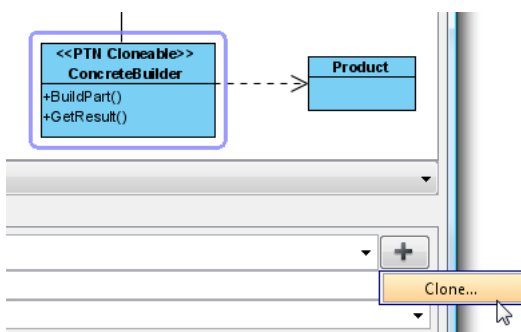 <<PTN Cloneable>>
ConcreteBuilder
+BuildPart()
+GetResult()
Product
Clone...